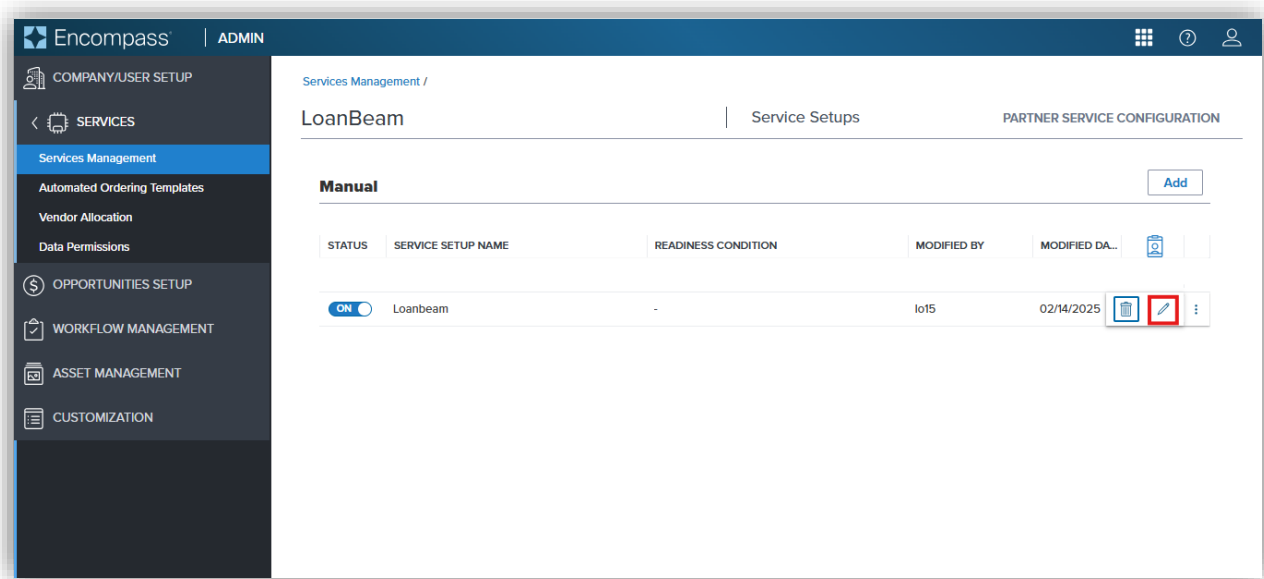 Encompass | ADMIN
COMPANY/USER SETUP
SERVICES
Services Management
Automated Ordering Templates
Vendor Allocation
Data Permissions
OPPORTUNITIES SETUP
WORKFLOW MANAGEMENT
ASSET MANAGEMENT
CUSTOMIZATION
Services Management /
LoanBeam | Service Setups PARTNER SERVICE CONFIGURATION
Manual Add
STATUS SERVICE SETUP NAME READINESS CONDITION MODIFIED BY MODIFIED DA...
ON Loanbeam - lo15 02/14/2025